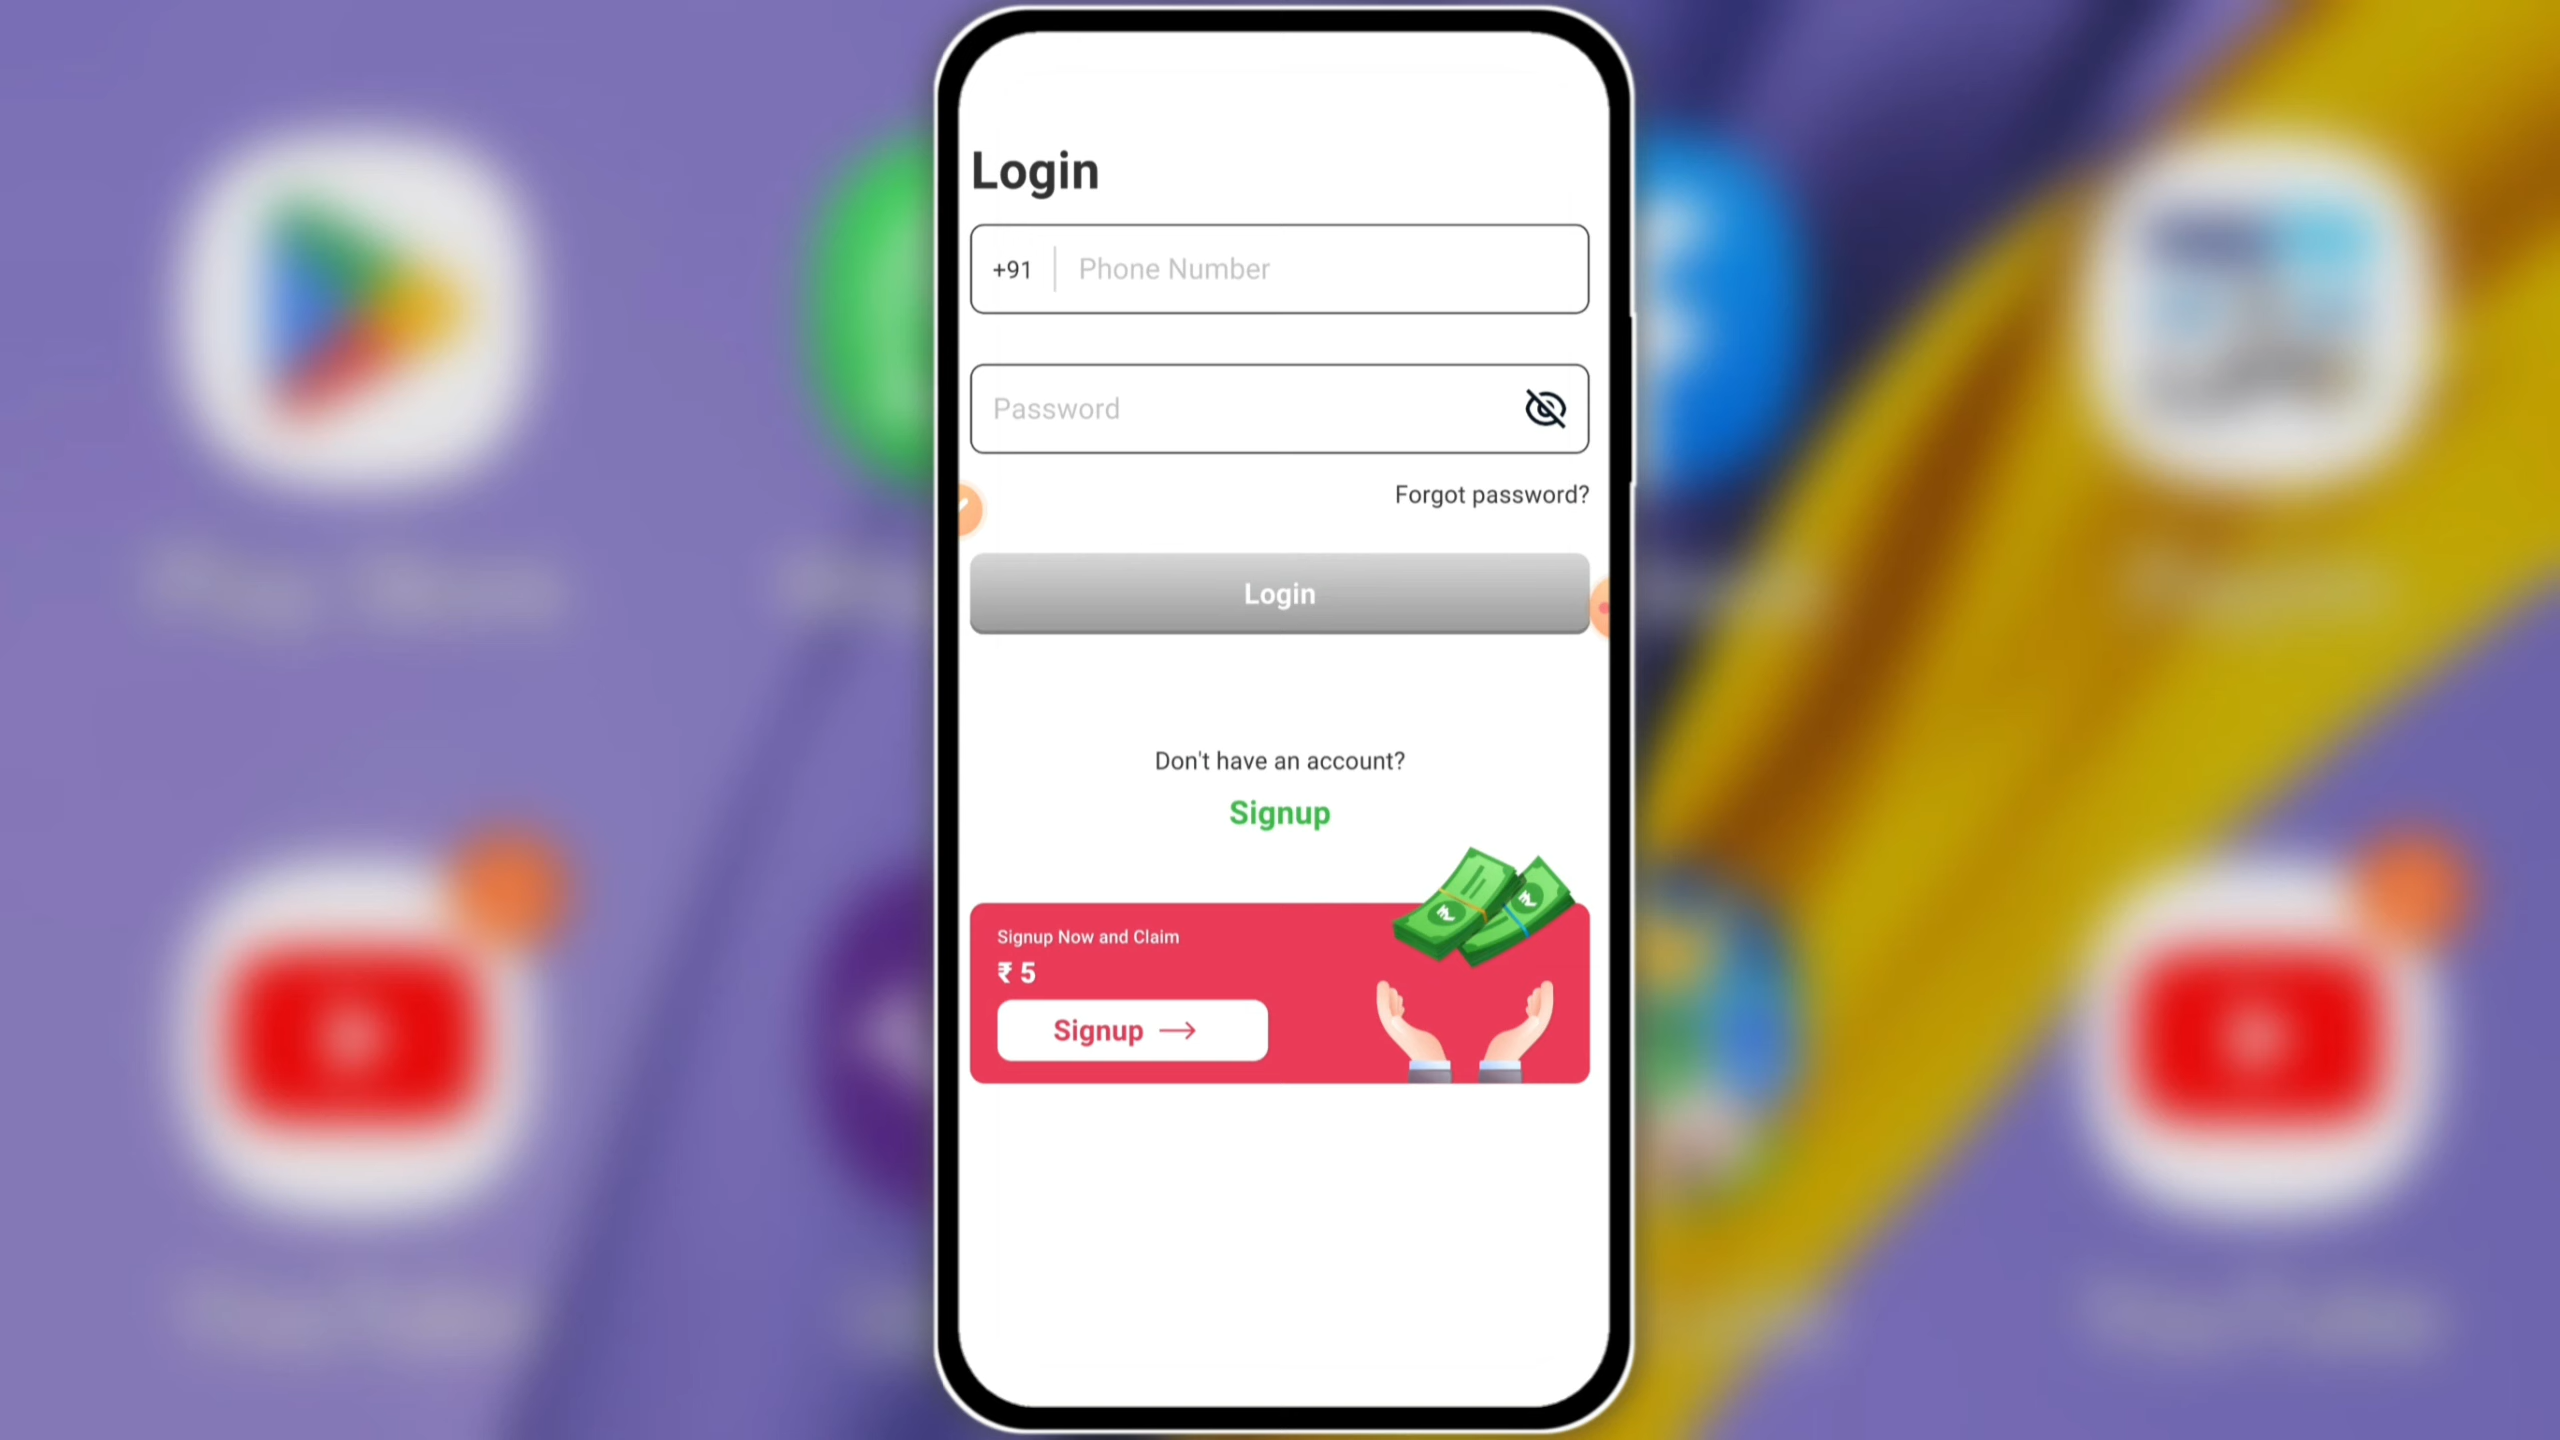 Login
+91 Phone Number
Password
Forgot password?
Login
Don't have an account?
Signup
Signup Now and Claim
₹ 5
Signup